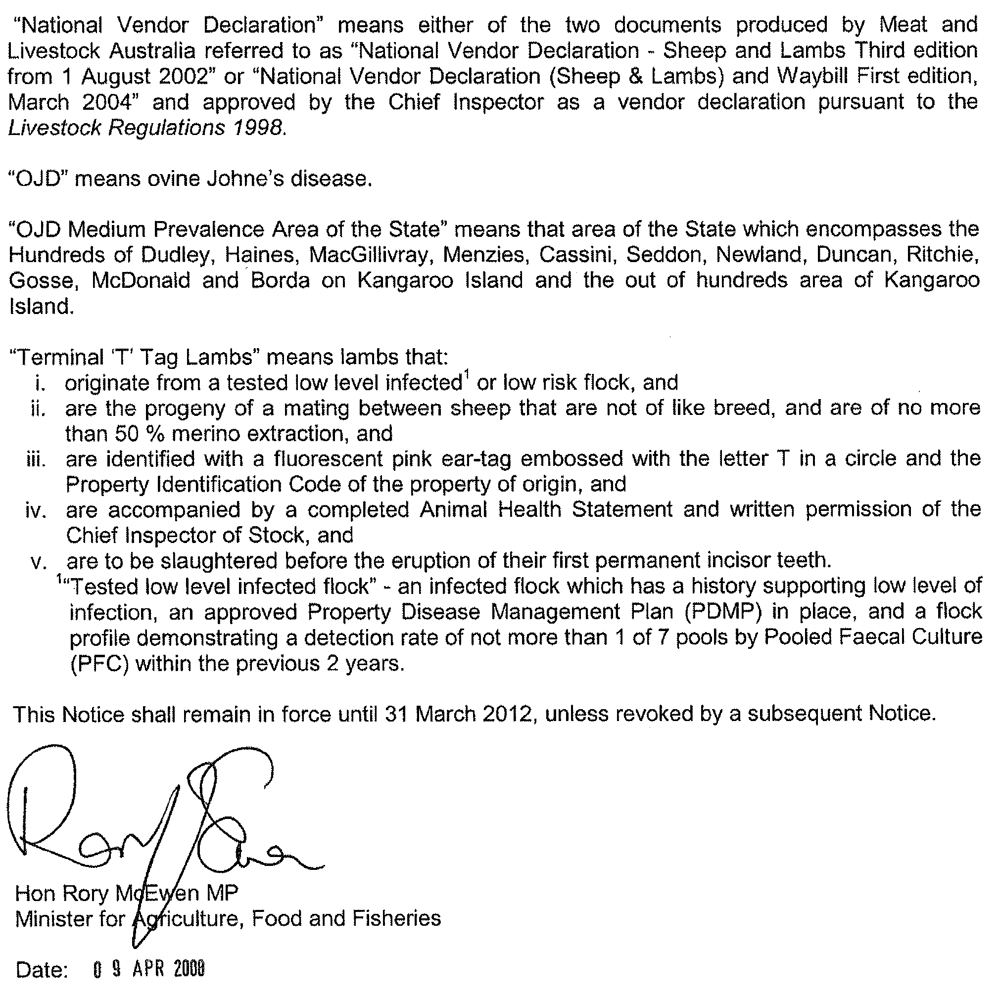 “National Vendor Declaration” means either of the two documents produced by Meat and
Livestock Australia referred to as “National Vendor Declaration - Sheep and Lambs Third edition
from 1 August 2002” or “National Vendor Declaration (Sheep & Lambs) and Waybill First edition,
March 2004” and approved by the Chief Inspector as a vendor declaration pursuant to the
Livestock Regulations 1998.
“OJD” means ovine Johne’s disease.
“OJD Medium Prevalence Area of the State” means that area of the State which encompasses the
Hundreds of Dudley, Haines, MacGillivray, Menzies, Cassini, Seddon, Newland, Duncan, Ritchie,
Gosse, McDonald and Borda on Kangaroo Island and the out of hundreds area of Kangaroo
Island.
“Terminal ‘T’ Tag Lambs” means lambs that:
i. originate from a tested low level infected¹ or low risk flock, and
ii. are the progeny of a mating between sheep that are not of like breed, and are of no more
than 50 % merino extraction, and
iii. are identified with a fluorescent pink ear-tag embossed with the letter T in a circle and the
Property Identification Code of the property of origin, and
iv. are accompanied by a completed Animal Health Statement and written permission of the
Chief Inspector of Stock, and
v. are to be slaughtered before the eruption of their first permanent incisor teeth.
¹“Tested low level infected flock” - an infected flock which has a history supporting low level of
infection, an approved Property Disease Management Plan (PDMP) in place, and a flock
profile demonstrating a detection rate of not more than 1 of 7 pools by Pooled Faecal Culture
(PFC) within the previous 2 years.
This Notice shall remain in force until 31 March 2012, unless revoked by a subsequent Notice.
Hon Rory McEwen MP
Minister for Agriculture, Food and Fisheries
Date: 09 APR